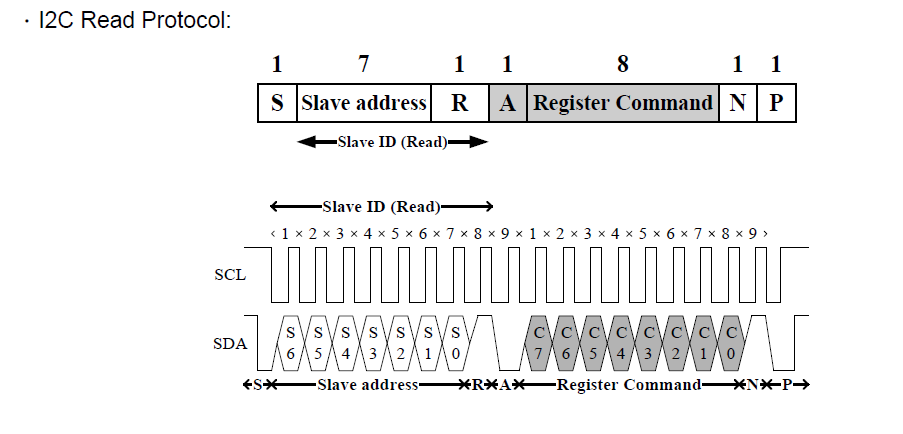 · I2C Read Protocol:
1 7 1 1 8 1 1
S Slave address R A Register Command N P
Slave ID (Read)
Slave ID (Read)
‹ 1 × 2 × 3 × 4 × 5 × 6 × 7 × 8 × 9 × 1 × 2 × 3 × 4 × 5 × 6 × 7 × 8 × 9 ›
SCL
SDA
S S S S S S S C C C C C C C C
6 5 4 3 2 1 0 7 6 5 4 3 2 1 0
S Slave address R A Register Command N P